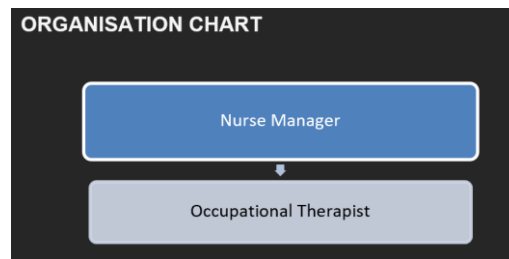 ORGANISATION CHART
Nurse Manager
Occupational Therapist